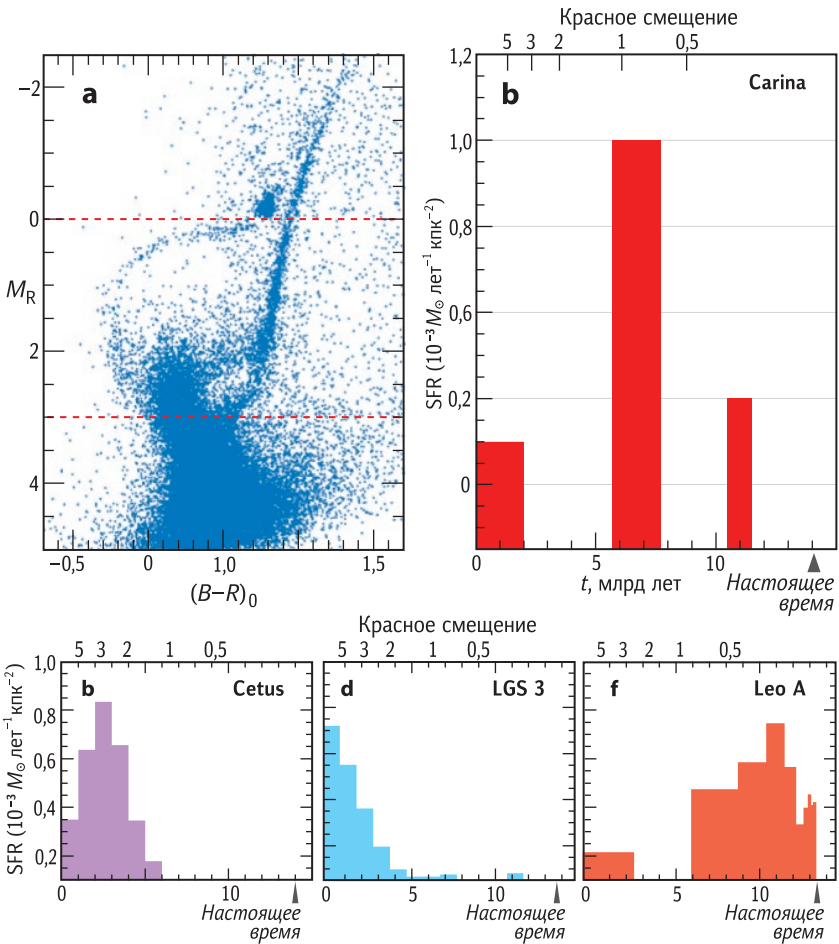 Красное смещение
5 3 2 1 0,5
a
−2
0
2
4
M_R
−0,5 0 1,0 1,5
(B−R)₀
b
Carina
1,2
1,0
0,8
0,6
0,2
0
SFR (10⁻³ M☉ лет⁻¹ кпк⁻²)
0 5 10
t, млрд лет
Настоящее
время
Красное смещение
5 3 2 1 0,5
b
Cetus
1,0
0,8
0,6
0,4
0,2
SFR (10⁻³ M☉ лет⁻¹ кпк⁻²)
0 10
Настоящее
время
5 3 2 1 0,5
d
LGS 3
0 5 10
Настоящее
время
5 3 2 1 0,5
f
Leo A
0 5 10
Настоящее
время